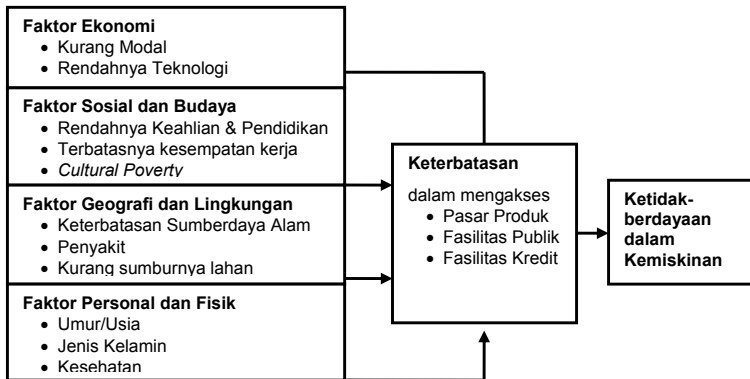 Faktor Ekonomi
• Kurang Modal
• Rendahnya Teknologi
Faktor Sosial dan Budaya
• Rendahnya Keahlian & Pendidikan
• Terbatasnya kesempatan kerja
• Cultural Poverty
Faktor Geografi dan Lingkungan
• Keterbatasan Sumberdaya Alam
• Penyakit
• Kurang sumburnya lahan
Faktor Personal dan Fisik
• Umur/Usia
• Jenis Kelamin
• Kesehatan
Keterbatasan
dalam mengakses
• Pasar Produk
• Fasilitas Publik
• Fasilitas Kredit
Ketidak-
berdayaan
dalam
Kemiskinan